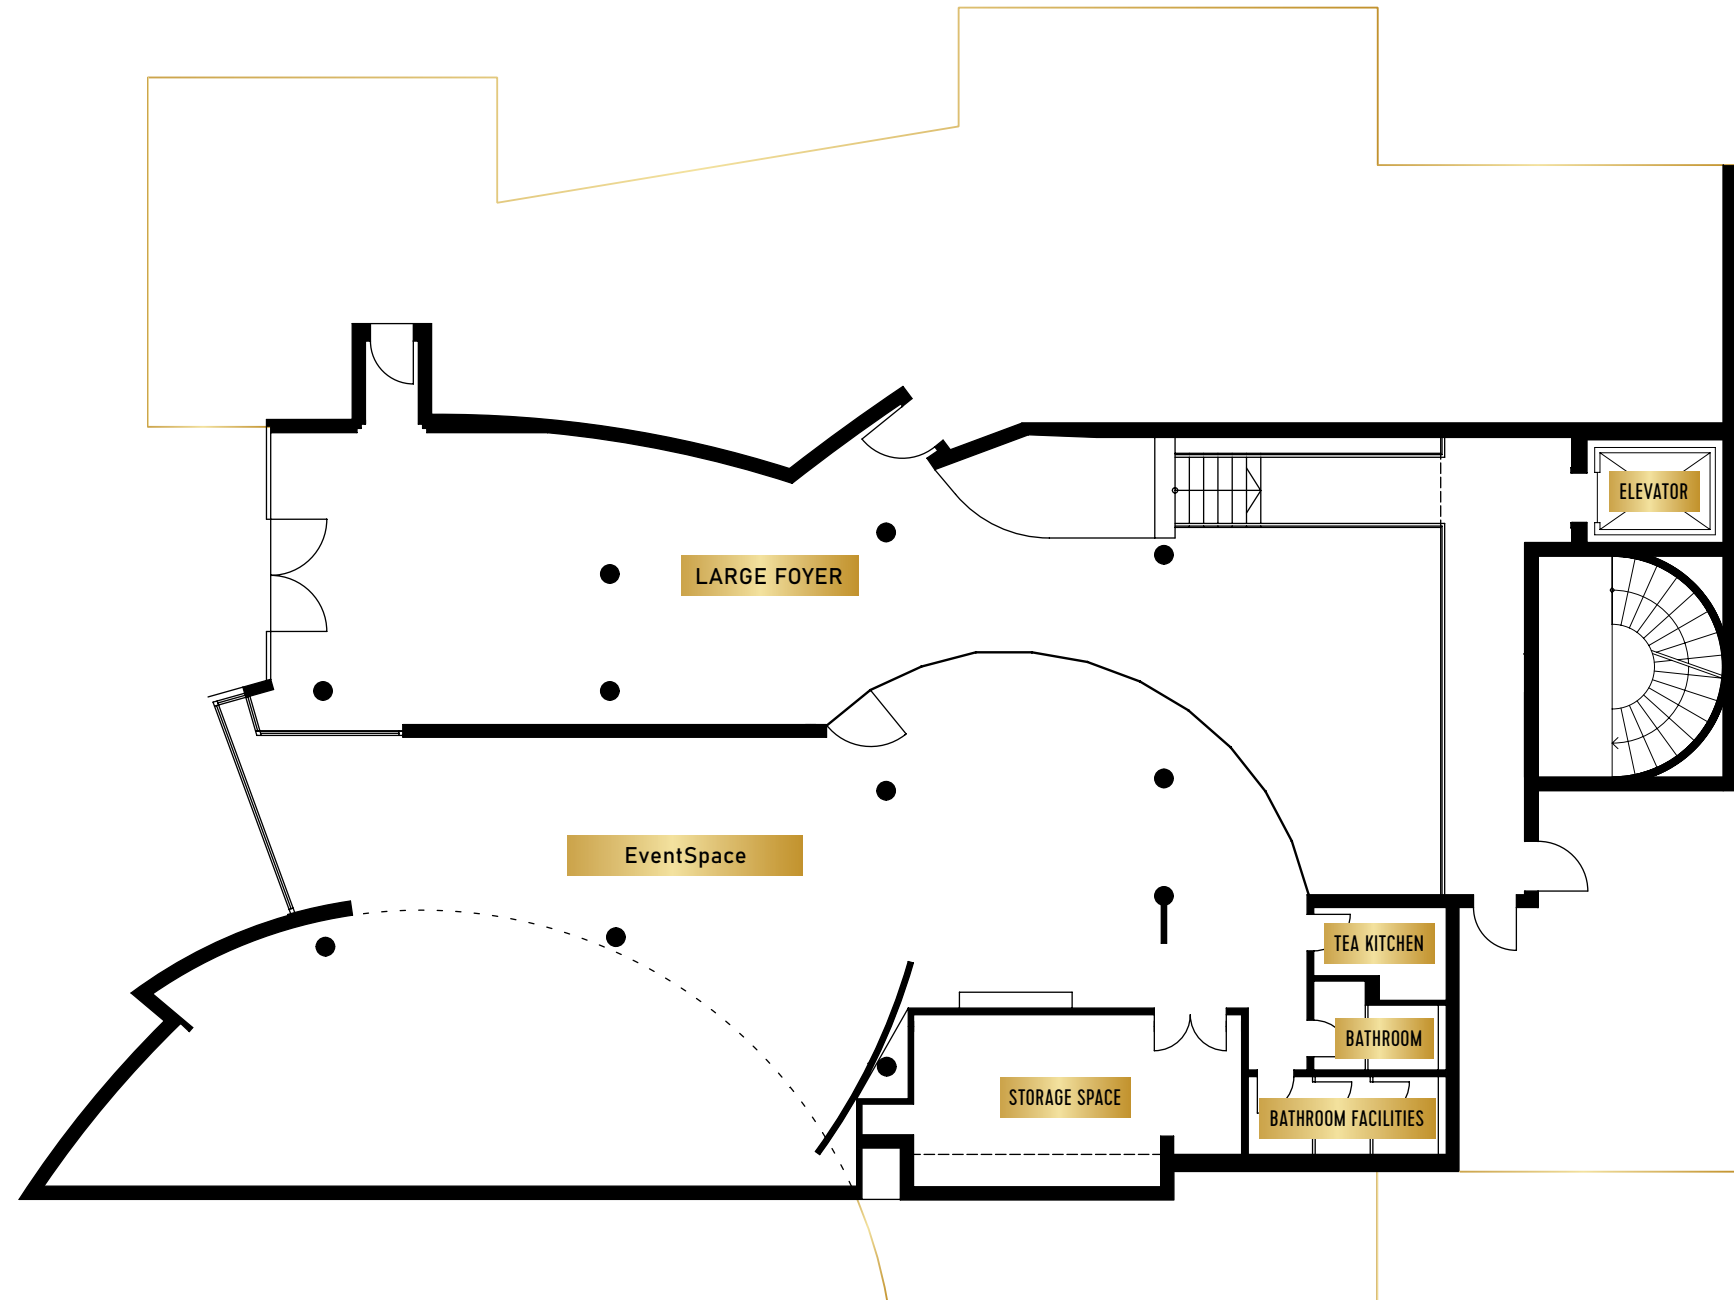 ELEVATOR
LARGE FOYER
EventSpace
TEA KITCHEN
BATHROOM
STORAGE SPACE
BATHROOM FACILITIES